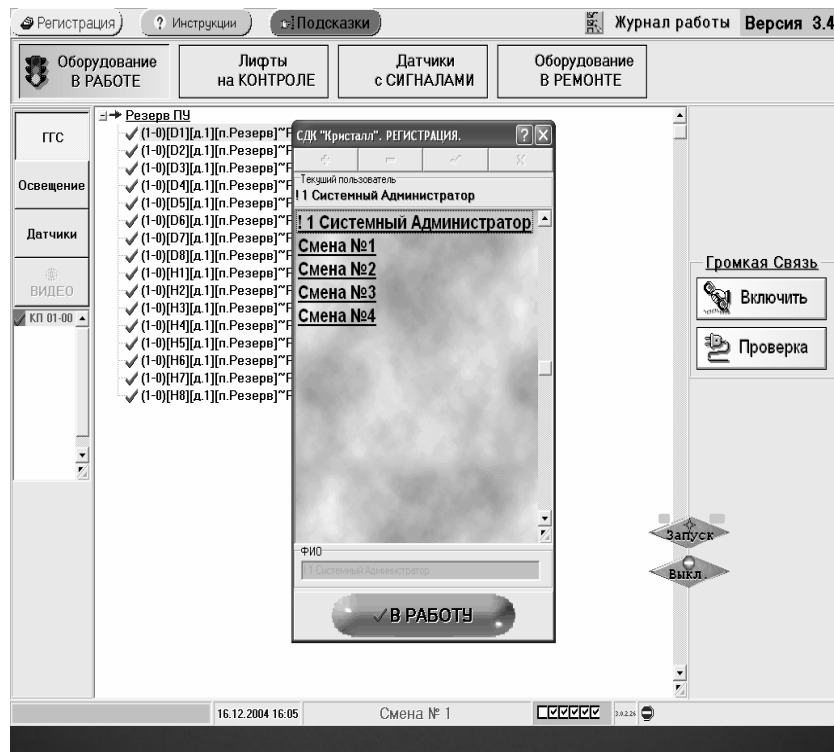 Регистрация
? Инструкции
Подсказки
Журнал работы Версия 3.4
Оборудование
В РАБОТЕ
Лифты
на КОНТРОЛЕ
Датчики
с СИГНАЛАМИ
Оборудование
В РЕМОНТЕ
ГГС
Освещение
Датчики
ВИДЕО
КП 01-00
Резерв ПУ
(1-0)[D1][д.1][п.Резерв]~F
(1-0)[D2][д.1][п.Резерв]~F
(1-0)[D3][д.1][п.Резерв]~F
(1-0)[D4][д.1][п.Резерв]~F
(1-0)[D5][д.1][п.Резерв]~F
(1-0)[D6][д.1][п.Резерв]~F
(1-0)[D7][д.1][п.Резерв]~F
(1-0)[D8][д.1][п.Резерв]~F
(1-0)[H1][д.1][п.Резерв]~F
(1-0)[H2][д.1][п.Резерв]~F
(1-0)[H3][д.1][п.Резерв]~F
(1-0)[H4][д.1][п.Резерв]~F
(1-0)[H5][д.1][п.Резерв]~F
(1-0)[H6][д.1][п.Резерв]~F
(1-0)[H7][д.1][п.Резерв]~F
(1-0)[H8][д.1][п.Резерв]~F
СДК "Кристалл". РЕГИСТРАЦИЯ.
Текущий пользователь
! 1 Системный Администратор
! 1 Системный Администратор
Смена №1
Смена №2
Смена №3
Смена №4
ФИО
! 1 Системный Администратор
В РАБОТУ
Громкая Связь
Включить
Проверка
Запуск
Выкл.
16.12.2004 16:05 Смена № 1 3.0.2.26